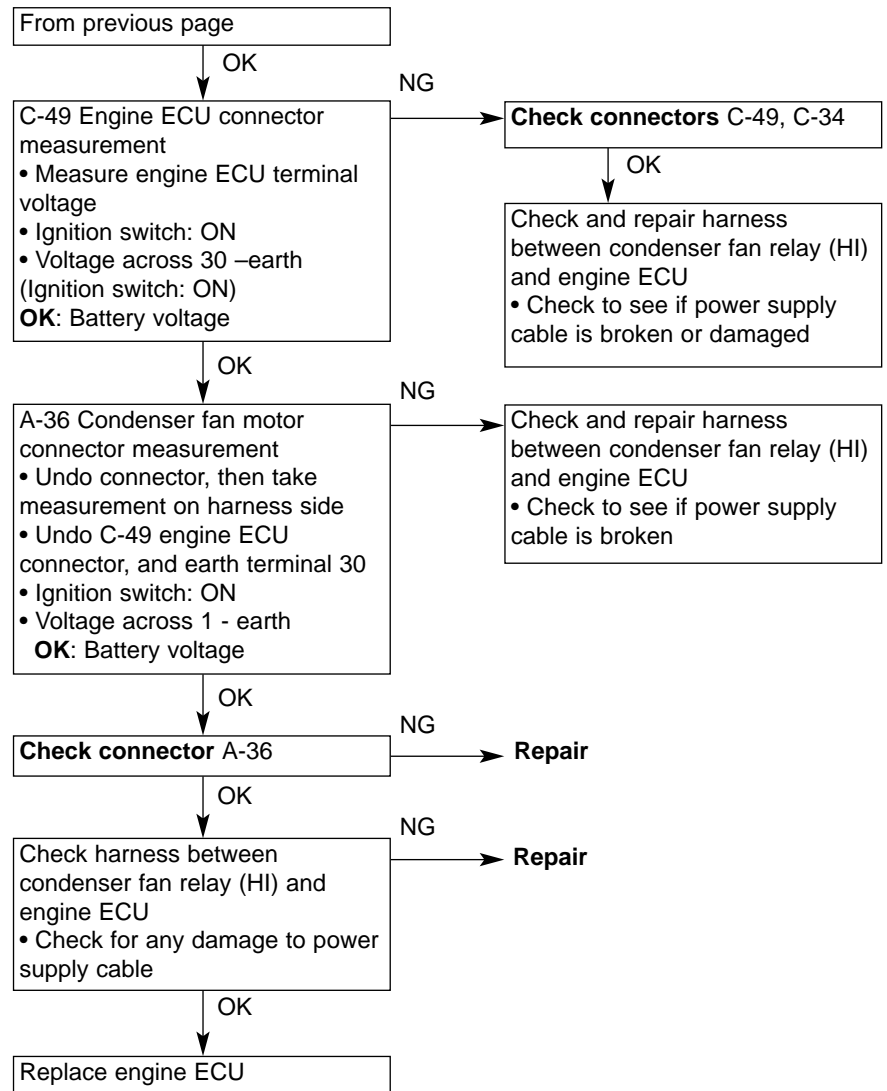 From previous page
OK
NG
C-49 Engine ECU connector
measurement
• Measure engine ECU terminal
voltage
• Ignition switch: ON
• Voltage across 30 –earth
(Ignition switch: ON)
OK: Battery voltage
Check connectors C-49, C-34
OK
Check and repair harness
between condenser fan relay (HI)
and engine ECU
• Check to see if power supply
cable is broken or damaged
OK
NG
A-36 Condenser fan motor
connector measurement
• Undo connector, then take
measurement on harness side
• Undo C-49 engine ECU
connector, and earth terminal 30
• Ignition switch: ON
• Voltage across 1 - earth
OK: Battery voltage
Check and repair harness
between condenser fan relay (HI)
and engine ECU
• Check to see if power supply
cable is broken
OK
NG
Check connector A-36
Repair
OK
NG
Check harness between
condenser fan relay (HI) and
engine ECU
• Check for any damage to power
supply cable
Repair
OK
Replace engine ECU